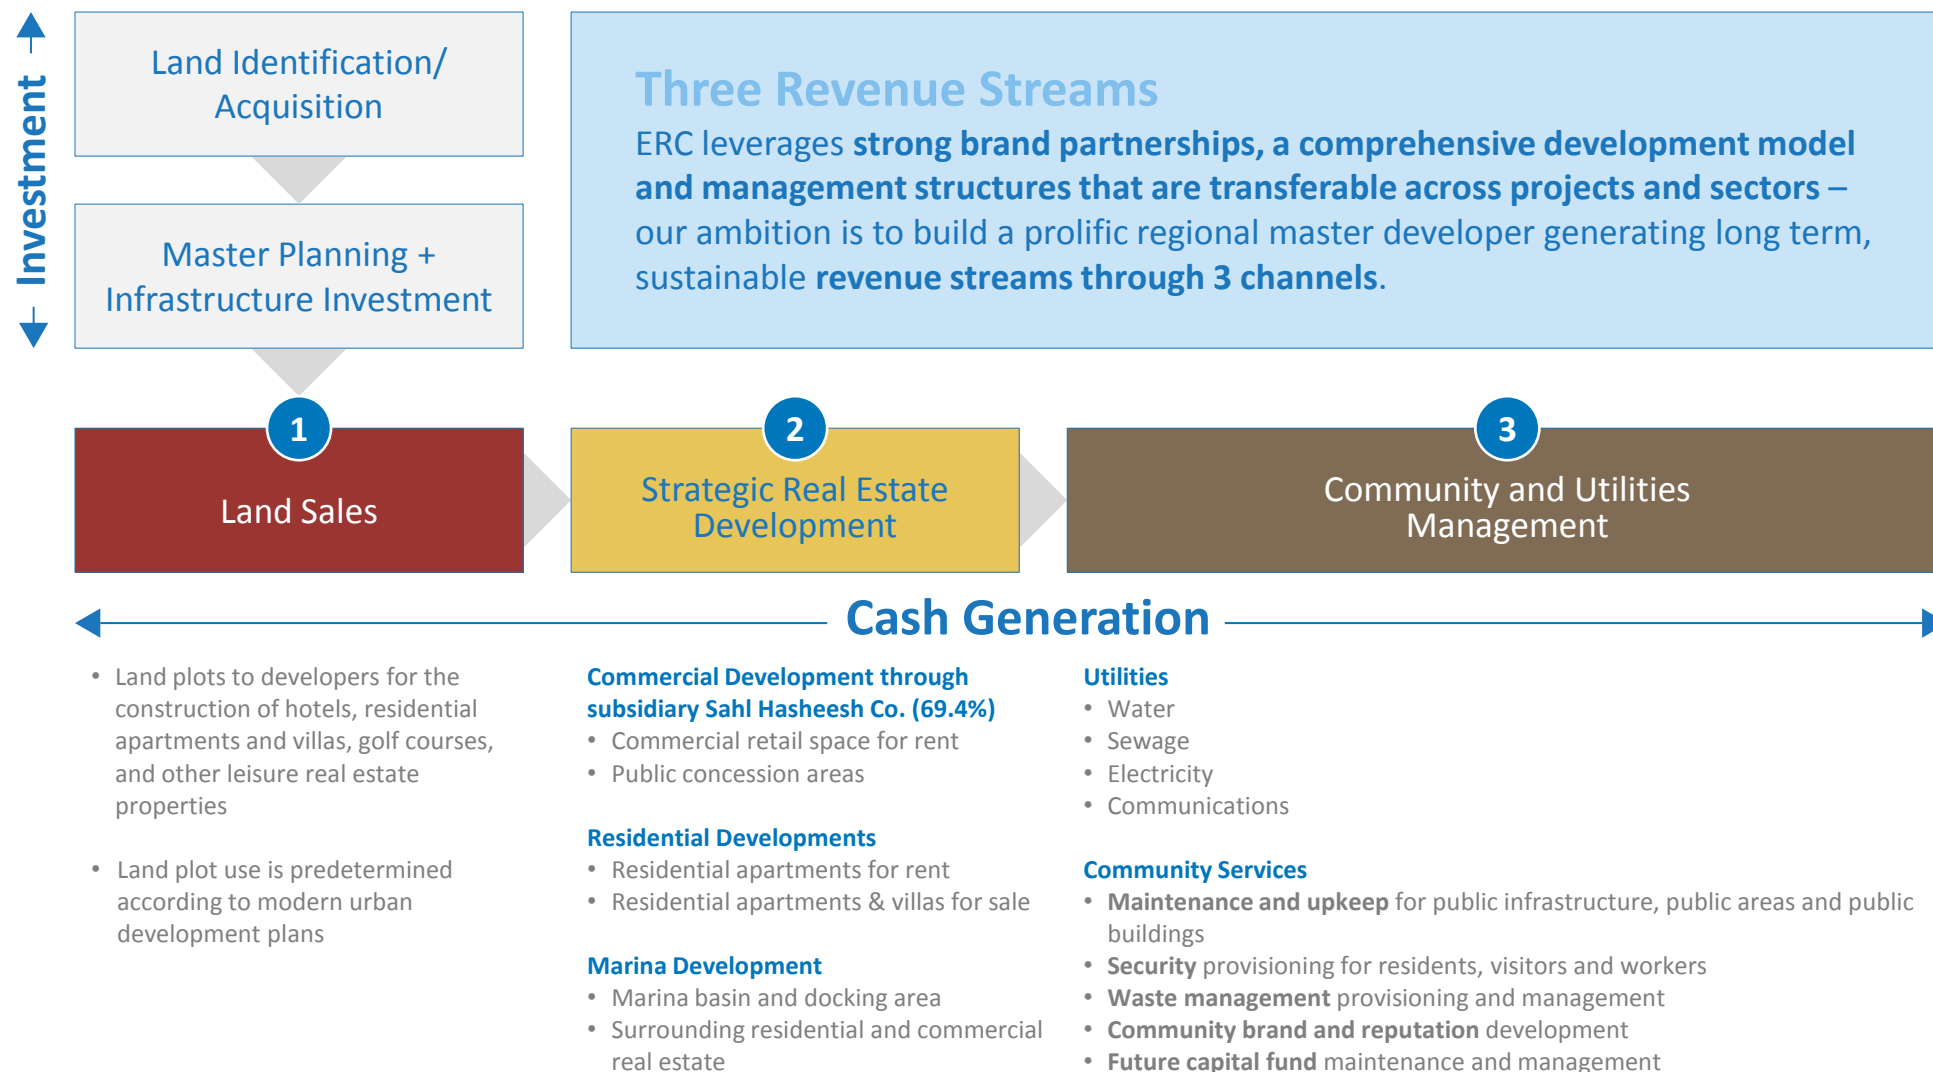 Investment
Land Identification/
Acquisition
Master Planning +
Infrastructure Investment
Three Revenue Streams
ERC leverages strong brand partnerships, a comprehensive development model
and management structures that are transferable across projects and sectors –
our ambition is to build a prolific regional master developer generating long term,
sustainable revenue streams through 3 channels.
1
Land Sales
2
Strategic Real Estate
Development
3
Community and Utilities
Management
Cash Generation
• Land plots to developers for the
construction of hotels, residential
apartments and villas, golf courses,
and other leisure real estate
properties
• Land plot use is predetermined
according to modern urban
development plans
Commercial Development through
subsidiary Sahl Hasheesh Co. (69.4%)
• Commercial retail space for rent
• Public concession areas
Residential Developments
• Residential apartments for rent
• Residential apartments & villas for sale
Marina Development
• Marina basin and docking area
• Surrounding residential and commercial
real estate
Utilities
• Water
• Sewage
• Electricity
• Communications
Community Services
• Maintenance and upkeep for public infrastructure, public areas and public
buildings
• Security provisioning for residents, visitors and workers
• Waste management provisioning and management
• Community brand and reputation development
• Future capital fund maintenance and management